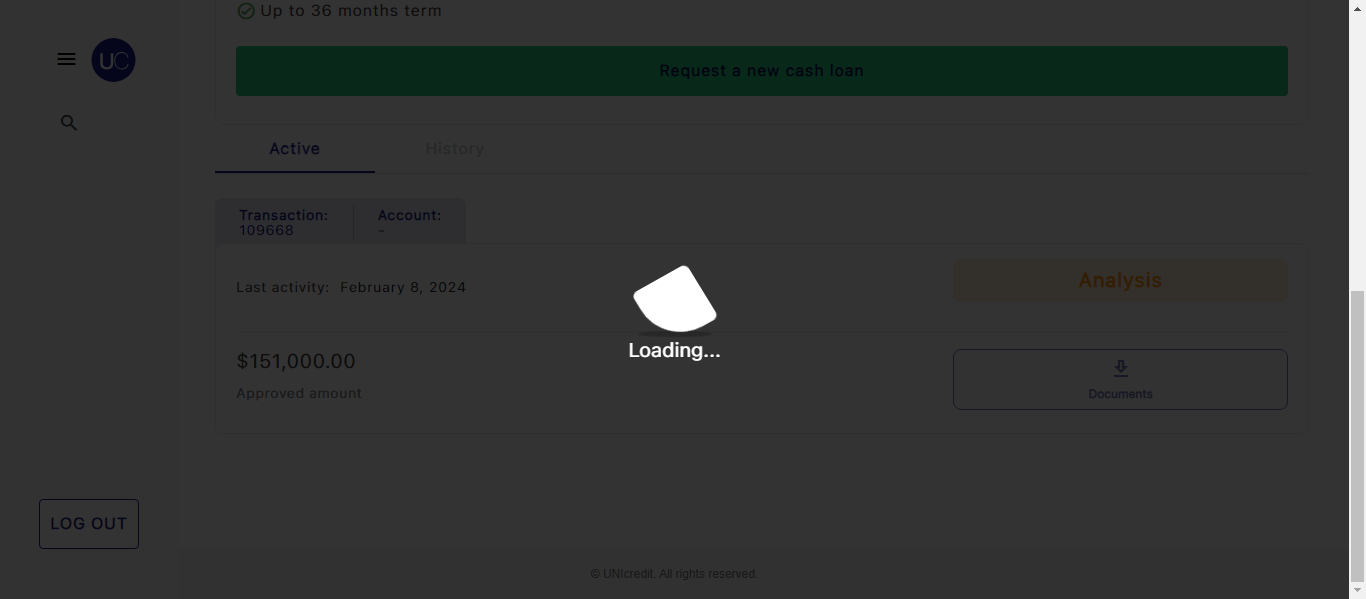 Up to 36 months term
UC
Request a new cash loan
Active History
Transaction: Account:
109668 -
Last activity: February 8, 2024
Analysis
Loading...
$151,000.00
Approved amount
Documents
LOG OUT
© UNIcredit. All rights reserved.